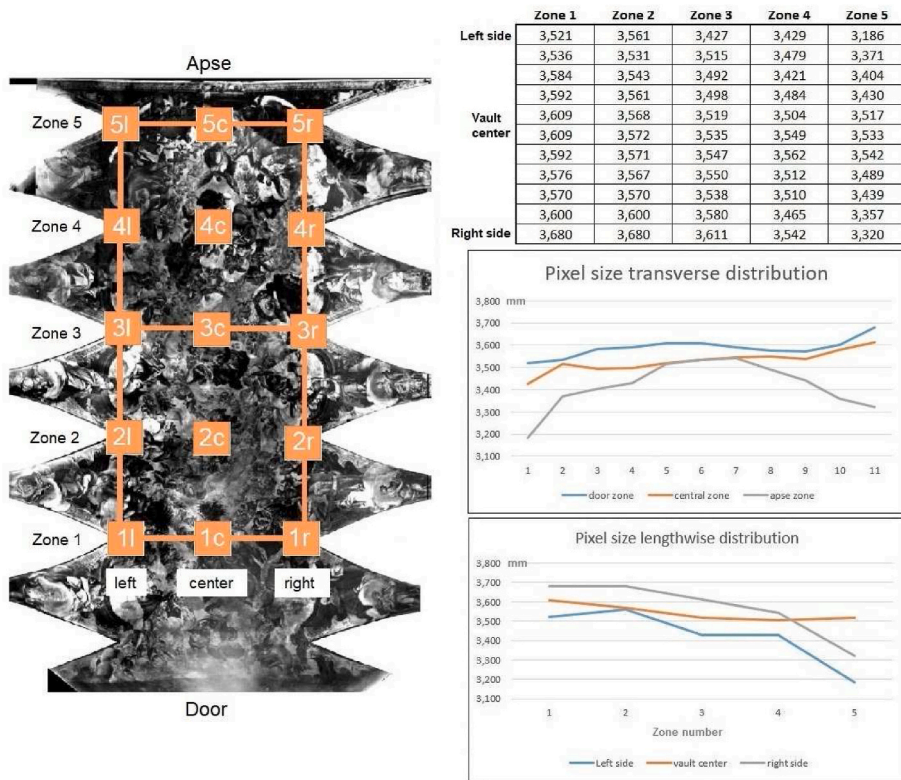 Apse
Zone 5
5l 5c 5r
Zone 4
4l 4c 4r
Zone 3
3l 3c 3r
Zone 2
2l 2c 2r
Zone 1
1l 1c 1r
left center right
Door
Zone 1 Zone 2 Zone 3 Zone 4 Zone 5
Left side 3,521 3,561 3,427 3,429 3,186
3,536 3,531 3,515 3,479 3,371
3,584 3,543 3,492 3,421 3,404
3,592 3,561 3,498 3,484 3,430
Vault center
3,609 3,568 3,519 3,504 3,517
3,609 3,572 3,535 3,549 3,533
3,592 3,571 3,547 3,562 3,542
3,576 3,567 3,550 3,512 3,489
3,570 3,570 3,538 3,510 3,439
3,600 3,600 3,580 3,465 3,357
Right side 3,680 3,680 3,611 3,542 3,320
Pixel size transverse distribution
3,800 mm
3,700
3,600
3,500
3,400
3,300
3,200
3,100
1 2 3 4 5 6 7 8 9 10 11
door zone central zone apse zone
Pixel size lengthwise distribution
3,800 mm
3,700
3,600
3,500
3,400
3,300
3,200
3,100
1 2 3 4 5
Zone number
Left side vault center right side